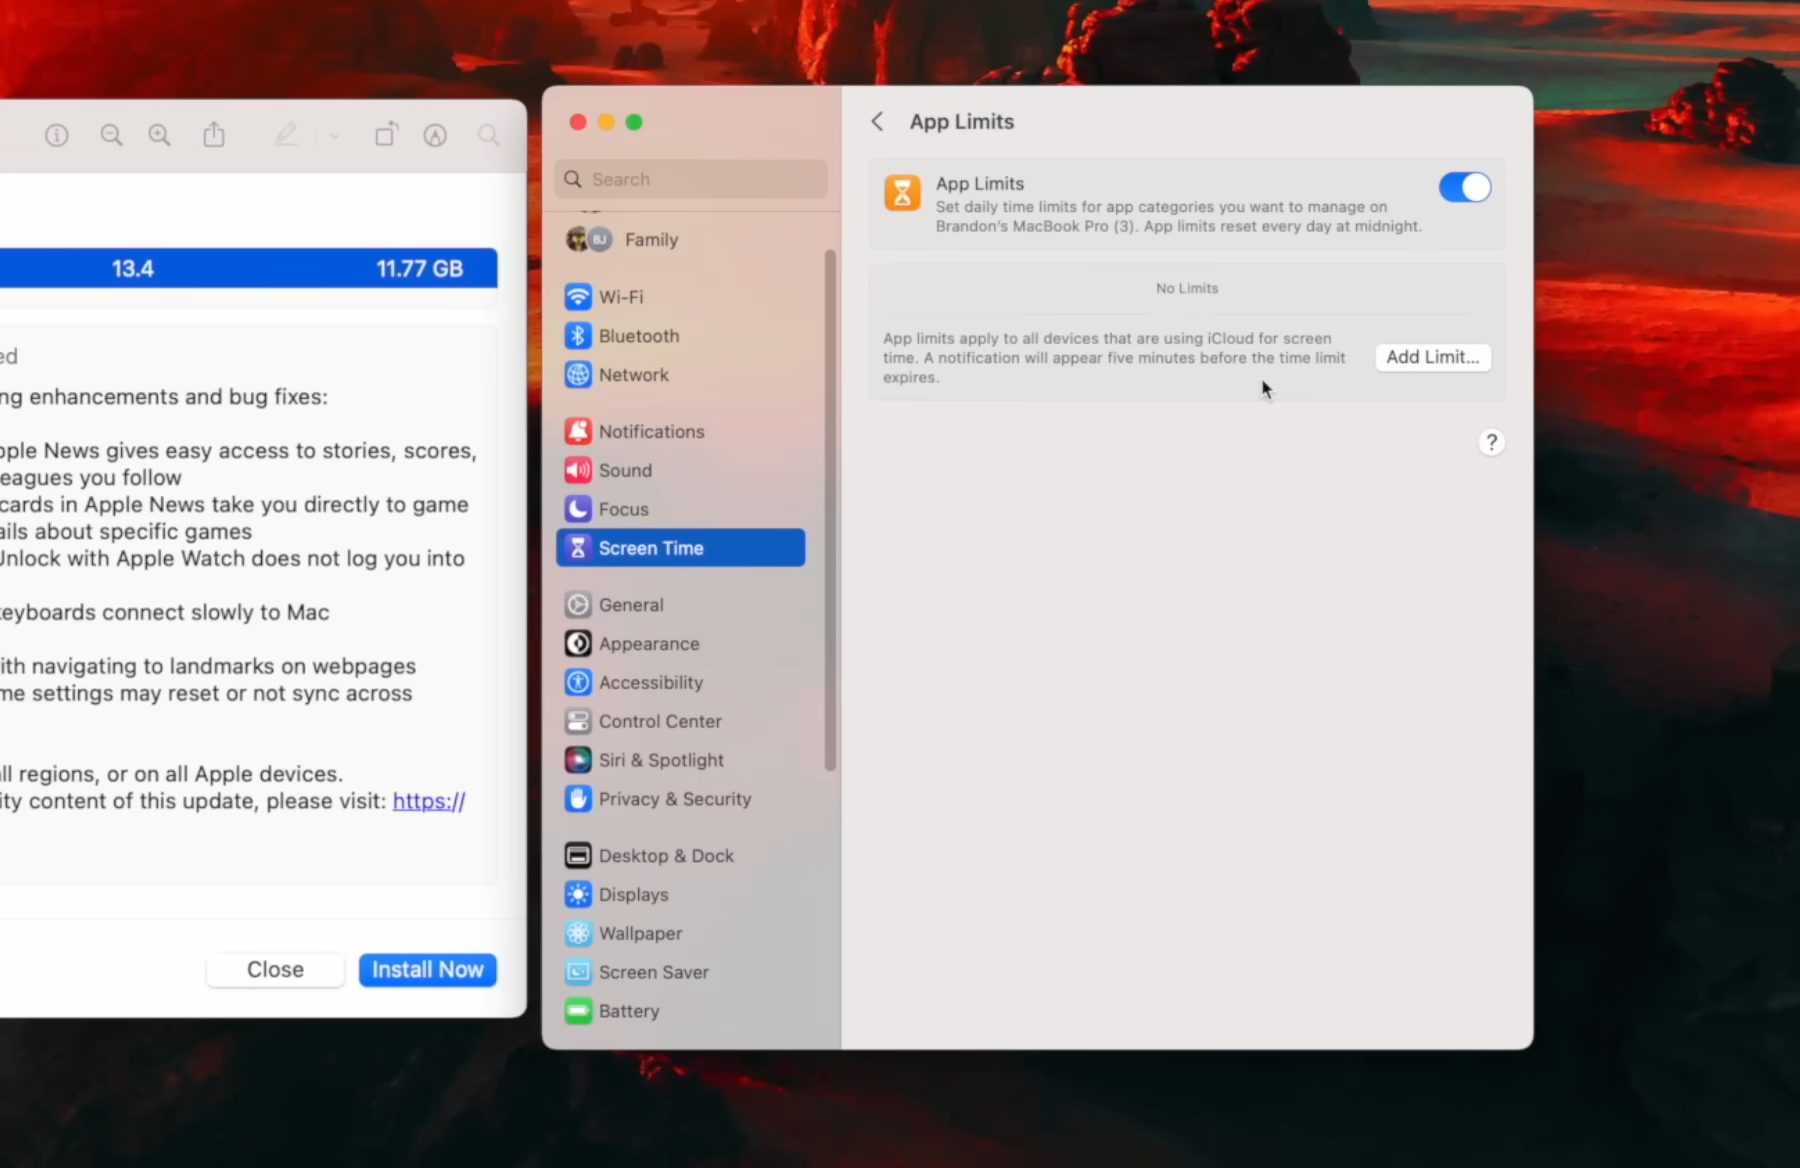 13.4 11.77 GB
ed
ng enhancements and bug fixes:
pple News gives easy access to stories, scores,
eagues you follow
cards in Apple News take you directly to game
ails about specific games
Unlock with Apple Watch does not log you into
keyboards connect slowly to Mac
ith navigating to landmarks on webpages
me settings may reset or not sync across
ll regions, or on all Apple devices.
ity content of this update, please visit: https://
Close
Install Now
Search
BJ
Family
Wi-Fi
Bluetooth
Network
Notifications
Sound
Focus
Screen Time
General
Appearance
Accessibility
Control Center
Siri & Spotlight
Privacy & Security
Desktop & Dock
Displays
Wallpaper
Screen Saver
Battery
App Limits
App Limits
Set daily time limits for app categories you want to manage on
Brandon's MacBook Pro (3). App limits reset every day at midnight.
No Limits
App limits apply to all devices that are using iCloud for screen
time. A notification will appear five minutes before the time limit
expires.
Add Limit...
?